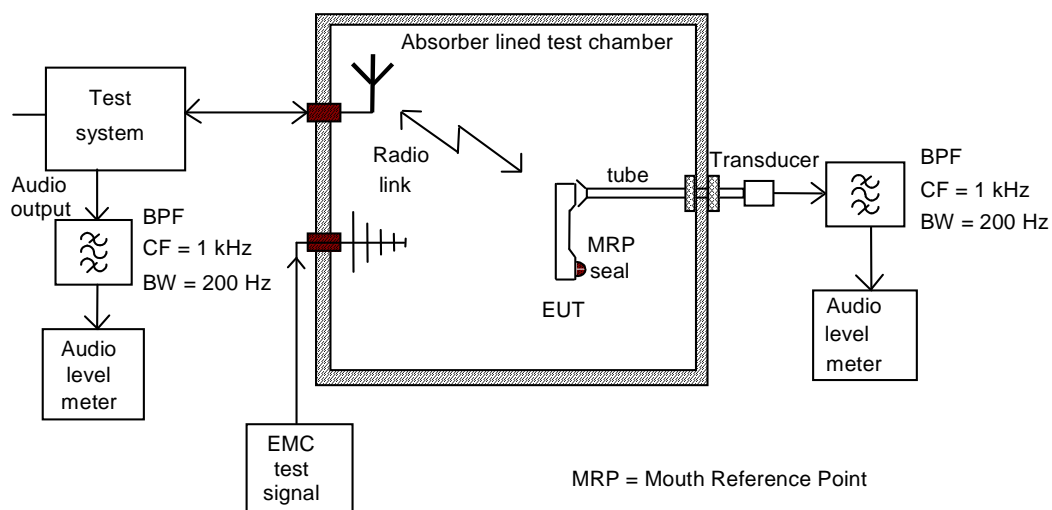 Absorber lined test chamber
Test
system
Radio
link
Audio
output
BPF
CF = 1 kHz
BW = 200 Hz
Audio
level
meter
EMC
test
signal
tube
MRP
seal
EUT
Transducer
BPF
CF = 1 kHz
BW = 200 Hz
Audio
level
meter
MRP = Mouth Reference Point